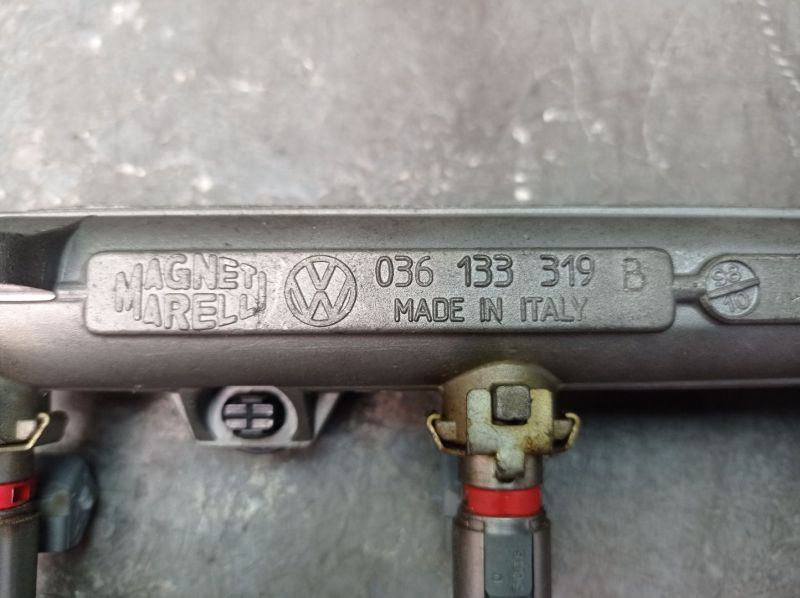 MAGNETI
MARELLI
036 133 319 B
MADE IN ITALY
98
10